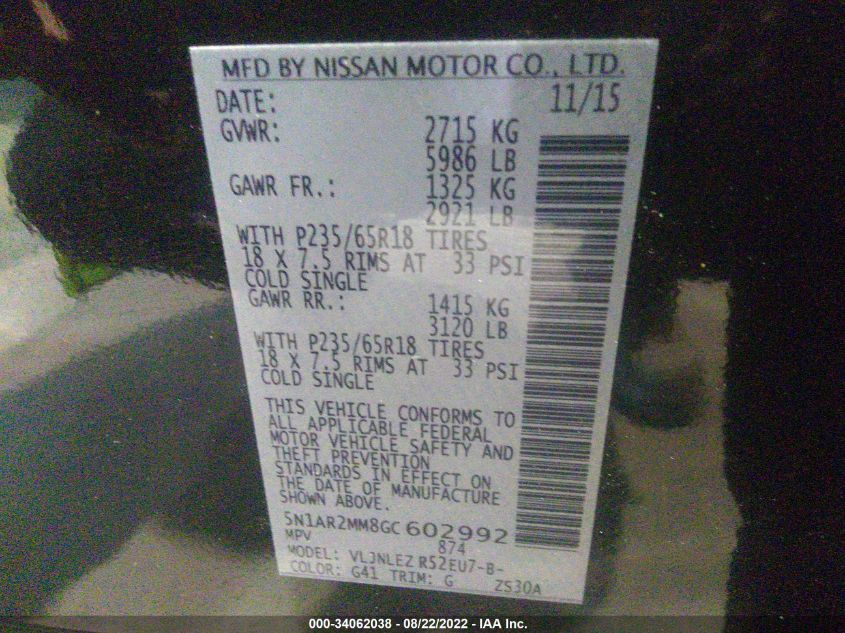 MFD BY NISSAN MOTOR CO., LTD.
DATE: 11/15
GVWR: 2715 KG
5986 LB
GAWR FR.: 1325 KG
2921 LB
WITH P235/65R18 TIRES
18 X 7.5 RIMS AT 33 PSI
COLD SINGLE
GAWR RR.: 1415 KG
3120 LB
WITH P235/65R18 TIRES
18 X 7.5 RIMS AT 33 PSI
COLD SINGLE
THIS VEHICLE CONFORMS TO
ALL APPLICABLE FEDERAL
MOTOR VEHICLE SAFETY AND
THEFT PREVENTION
STANDARDS IN EFFECT ON
THE DATE OF MANUFACTURE
SHOWN ABOVE.
5N1AR2MM8GC 602992
MPV 874
MODEL: VLJNLEZ R52EU7-B-
COLOR: G41 TRIM: G ZS30A
000-34062038 - 08/22/2022 - IAA Inc.